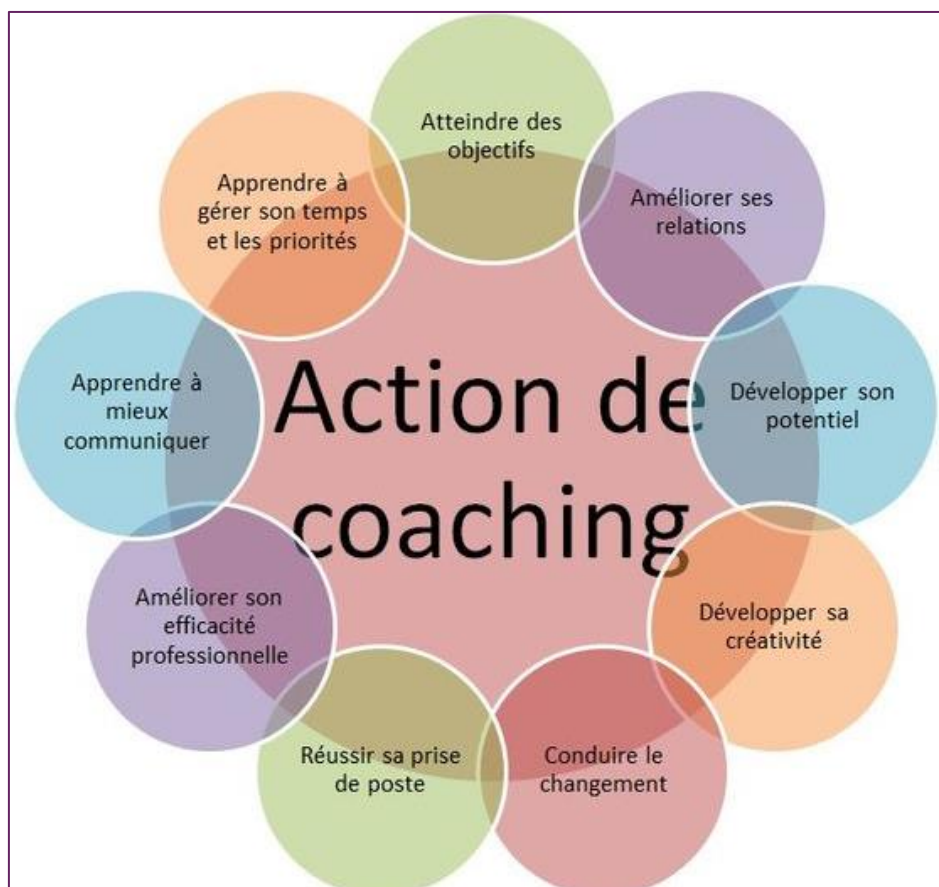 Atteindre des
objectifs
Améliorer ses
relations
Développer son
potentiel
Développer sa
créativité
Conduire le
changement
Réussir sa prise
de poste
Améliorer son
efficacité
professionnelle
Apprendre à
mieux
communiquer
Apprendre à
gérer son temps
et les priorités
Action de
coaching